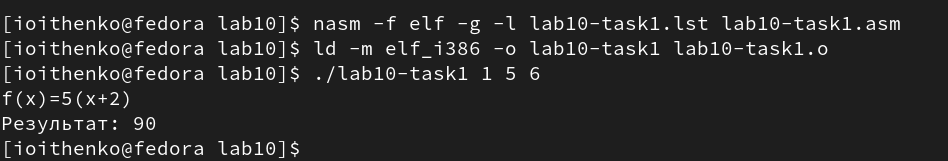 [ioithenko@fedora lab10]$ nasm -f elf -g -l lab10-task1.lst lab10-task1.asm
[ioithenko@fedora lab10]$ ld -m elf_i386 -o lab10-task1 lab10-task1.o
[ioithenko@fedora lab10]$ ./lab10-task1 1 5 6
f(x)=5(x+2)
Результат: 90
[ioithenko@fedora lab10]$